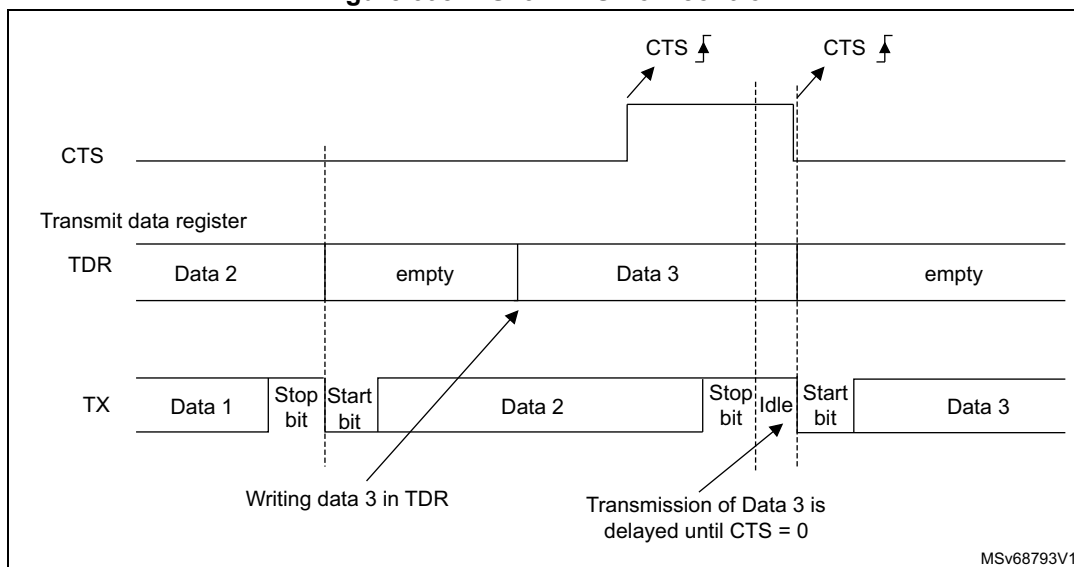 CTS CTS
CTS
Transmit data register
TDR Data 2 empty Data 3 empty
TX Data 1 Stop bit Start bit Data 2 Stop bit Idle Start bit Data 3
Writing data 3 in TDR
Transmission of Data 3 is
delayed until CTS = 0
MSv68793V1